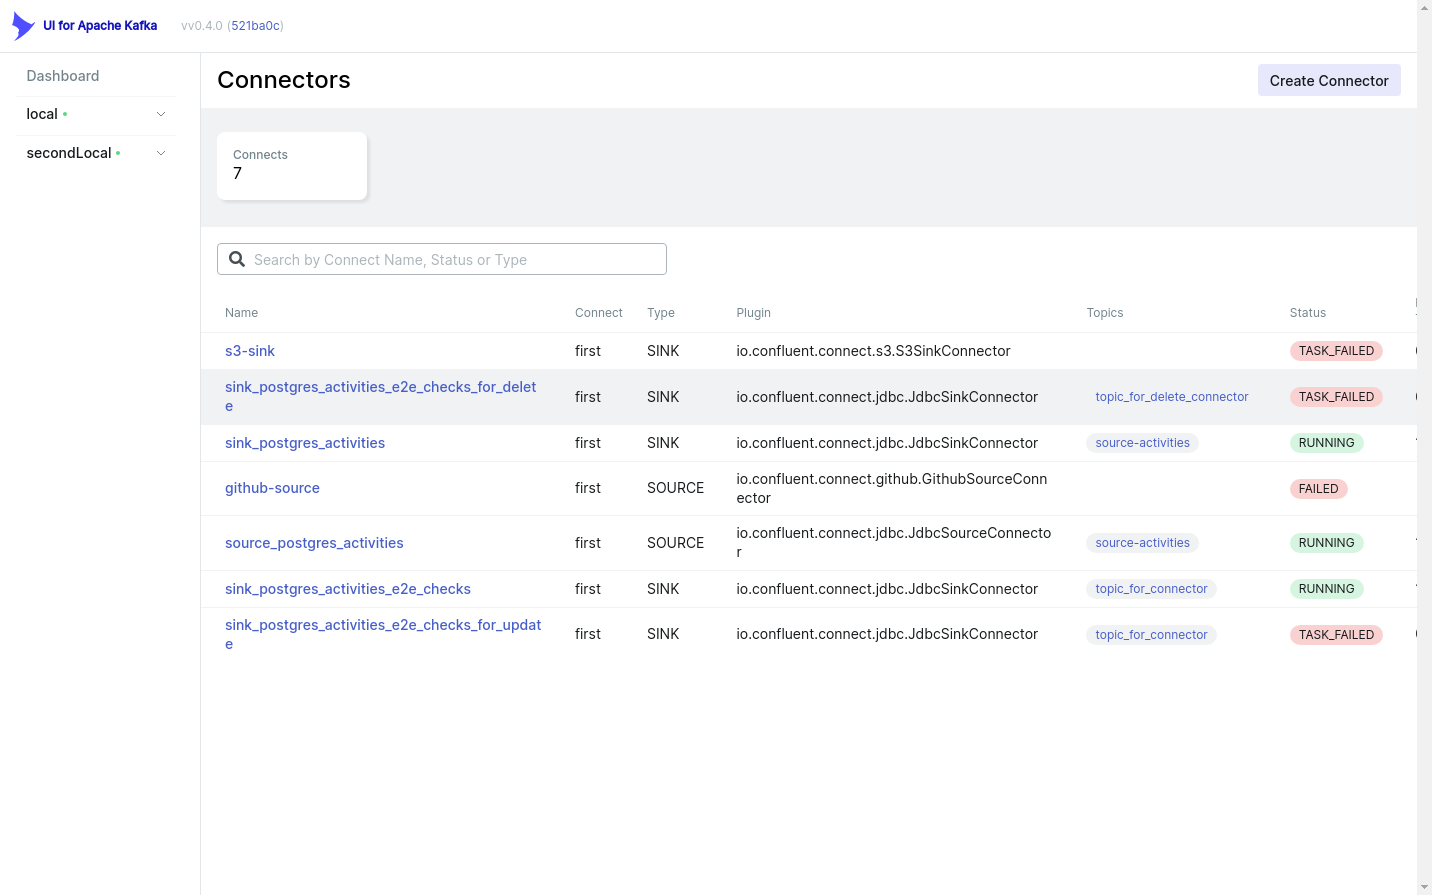 UI for Apache Kafka
vv0.4.0 (521ba0c)
Dashboard
local
secondLocal
Connectors
Create Connector
Connects
7
Search by Connect Name, Status or Type
Name Connect Type Plugin Topics Status
s3-sink first SINK io.confluent.connect.s3.S3SinkConnector TASK_FAILED
sink_postgres_activities_e2e_checks_for_delet
e
first SINK io.confluent.connect.jdbc.JdbcSinkConnector topic_for_delete_connector TASK_FAILED
sink_postgres_activities first SINK io.confluent.connect.jdbc.JdbcSinkConnector source-activities RUNNING
github-source first SOURCE io.confluent.connect.github.GithubSourceConn
ector
FAILED
source_postgres_activities first SOURCE io.confluent.connect.jdbc.JdbcSourceConnecto
r
source-activities RUNNING
sink_postgres_activities_e2e_checks first SINK io.confluent.connect.jdbc.JdbcSinkConnector topic_for_connector RUNNING
sink_postgres_activities_e2e_checks_for_updat
e
first SINK io.confluent.connect.jdbc.JdbcSinkConnector topic_for_connector TASK_FAILED